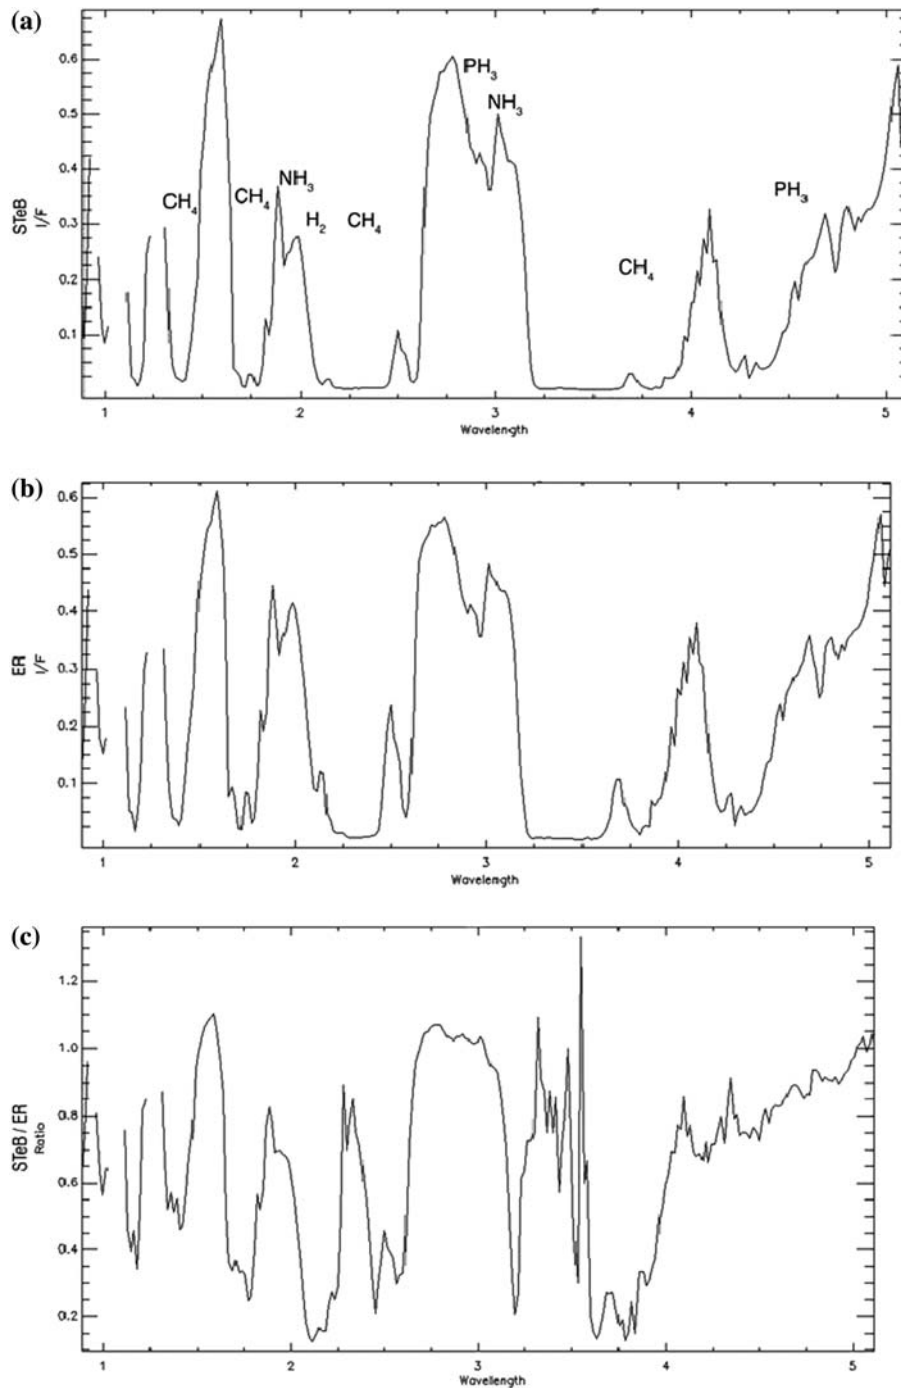 (a)
STeB
I/F
0.6
0.5
0.4
0.3
0.2
0.1
CH₄
CH₄
NH₃
H₂
CH₄
PH₃
NH₃
CH₄
PH₃
1
2
3
4
5
Wavelength
(b)
ER
I/F
0.6
0.5
0.4
0.3
0.2
0.1
1
2
3
4
5
Wavelength
(c)
STeB / ER
Ratio
1.2
1.0
0.8
0.6
0.4
0.2
1
2
3
4
5
Wavelength